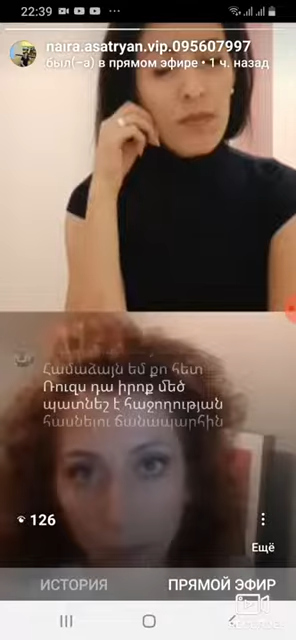 22:39
naira.asatryan.vip.095607997
был(-а) в прямом эфире • 1 ч. назад
Համաձայն եմ քո հետ
Ռուզս դա իրոք մեծ
պատնեշ է հաջողության
հասնելու ճանապարհին
126
Ещё
ИСТОРИЯ
ПРЯМОЙ ЭФИР